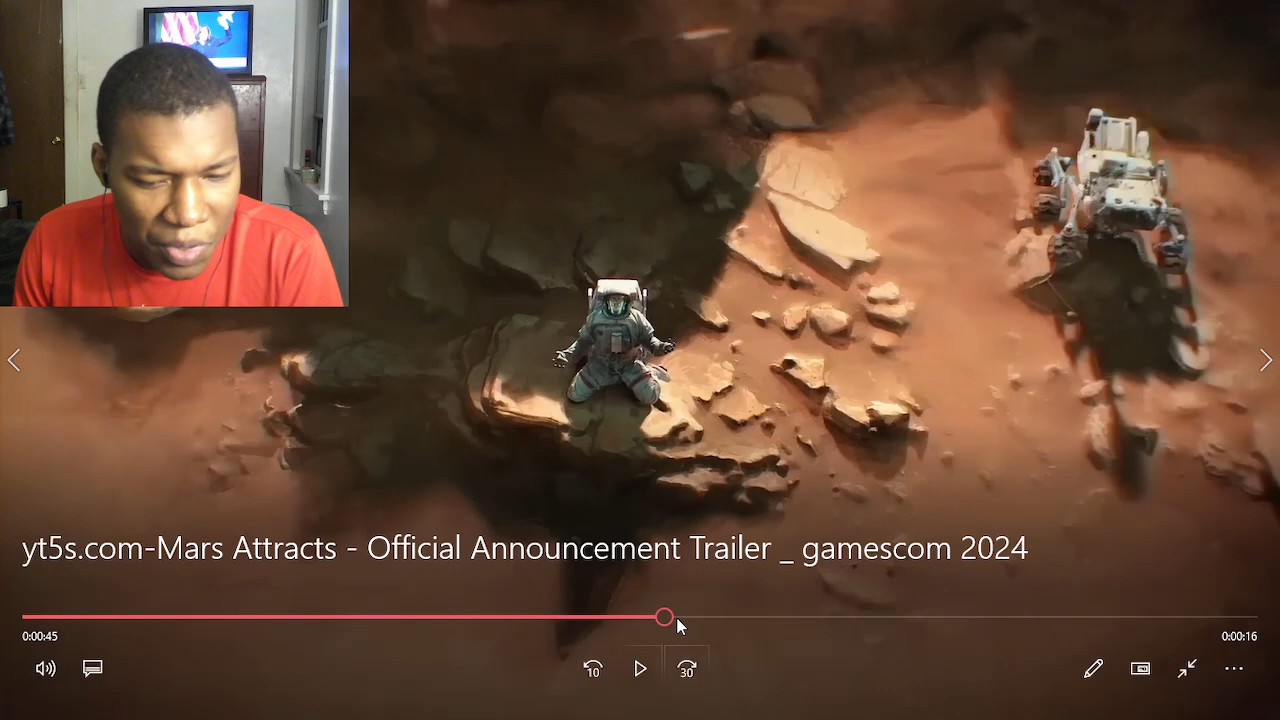 yt5s.com-Mars Attracts - Official Announcement Trailer _ gamescom 2024
0:00:45
0:00:16
10
30